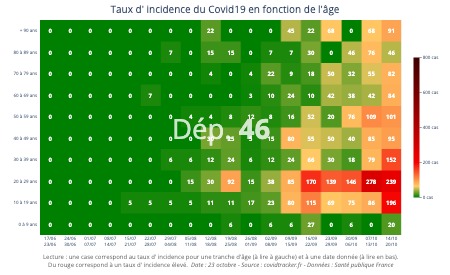 Taux d' incidence du Covid19 en fonction de l'âge
+ 90 ans 0 0 0 0 0 0 0 0 22 0 0 0 45 22 68 0 68 91
80 à 89 ans 0 0 0 0 0 0 7 0 15 15 0 7 7 30 0 46 76 46
70 à 79 ans 0 0 0 0 0 0 0 0 4 0 4 22 9 18 50 32 55 82
60 à 69 ans 0 0 0 0 0 7 0 0 0 0 3 10 24 10 42 38 42 84
50 à 59 ans 0 0 0 0 0 0 0 4 4 8 12 8 16 52 20 76 109 101
40 à 49 ans 0 0 0 0 0 0 15 80 55 50 40 85 85
30 à 39 ans 0 0 0 0 0 0 6 6 12 24 6 12 24 66 30 18 79 152
20 à 29 ans 0 0 0 0 0 0 0 15 30 92 15 38 85 170 139 146 278 239
10 à 19 ans 0 0 0 0 5 5 5 5 11 11 17 23 80 115 69 75 86 196
0 à 9 ans 0 0 0 0 0 0 0 0 0 0 0 6 6 27 0 6 0 20
Dép. 46
800 cas
600 cas
400 cas
200 cas
0 cas
17/06 24/06 01/07 08/07 15/07 22/07 29/07 05/08 12/08 19/08 26/08 02/09 09/09 16/09 23/09 30/09 07/10 14/10
23/06 30/06 07/07 14/07 21/07 28/07 04/08 11/08 18/08 25/08 01/09 08/09 15/09 22/09 29/09 06/10 13/10 20/10
Lecture : une case correspond au taux d' incidence pour une tranche d'âge (à lire à gauche) et à une date donnée (à lire en bas).
Du rouge correspond à un taux d' incidence élevé. Date : 23 octobre - Source : covidtracker.fr - Données : Santé publique France